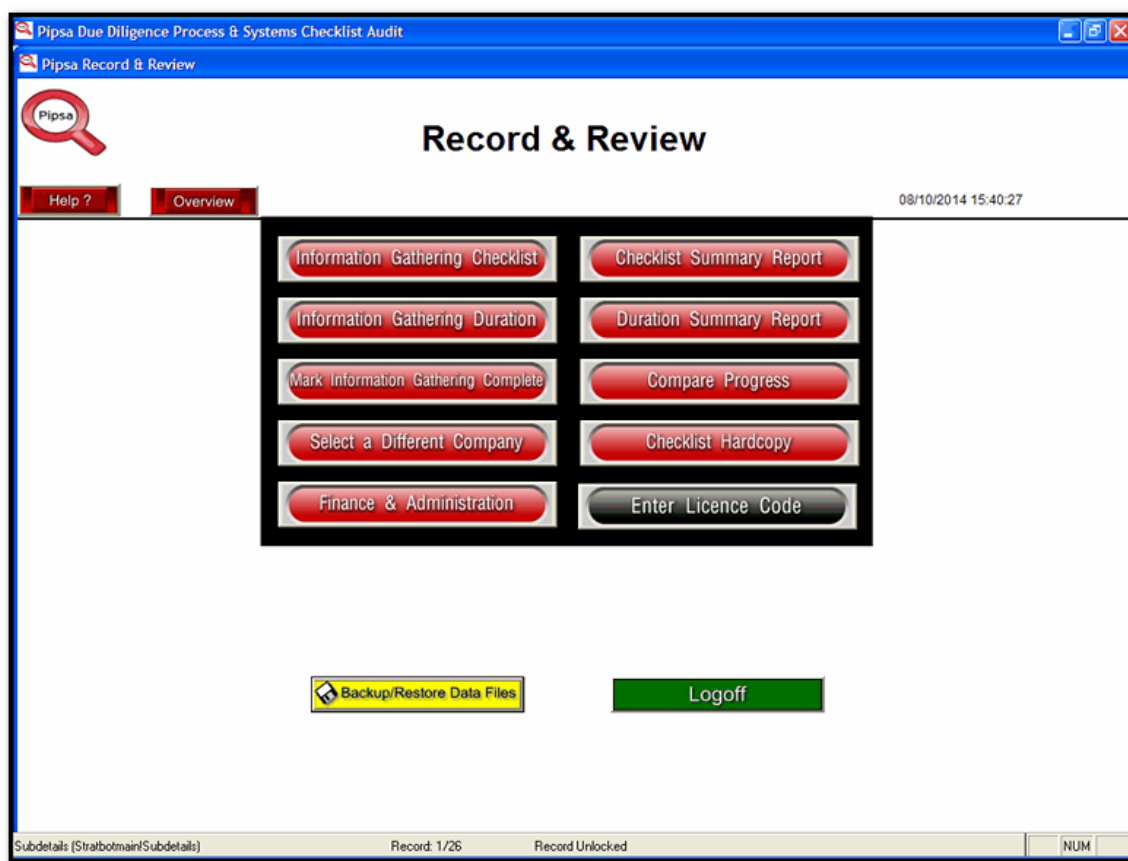 Pipsa Due Diligence Process & Systems Checklist Audit
Pipsa Record & Review
Pipsa
Record & Review
Help ?
Overview
08/10/2014 15:40:27
Information Gathering Checklist
Checklist Summary Report
Information Gathering Duration
Duration Summary Report
Mark Information Gathering Complete
Compare Progress
Select a Different Company
Checklist Hardcopy
Finance & Administration
Enter Licence Code
Backup/Restore Data Files
Logoff
Subdetails (Stratbotmain!Subdetails)
Record: 1/26
Record Unlocked
NUM